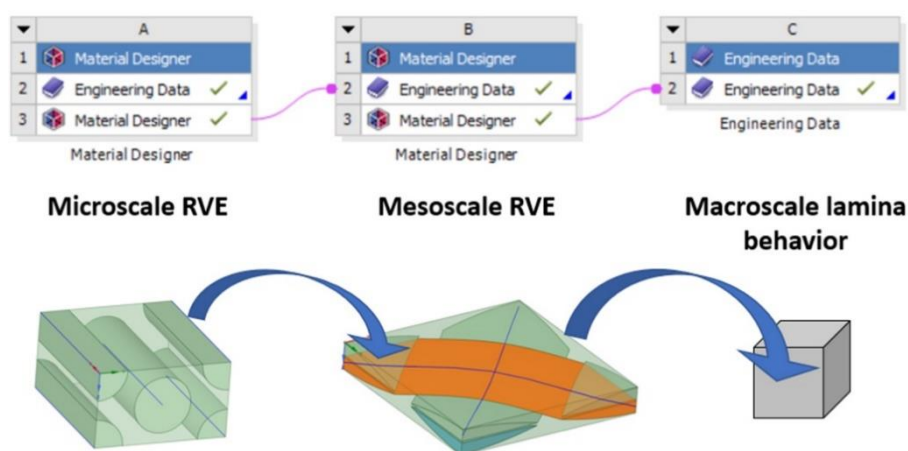 A
1 Material Designer
2 Engineering Data
3 Material Designer
Material Designer
B
1 Material Designer
2 Engineering Data
3 Material Designer
Material Designer
C
1 Engineering Data
2 Engineering Data
Engineering Data
Microscale RVE
Mesoscale RVE
Macroscale lamina
behavior